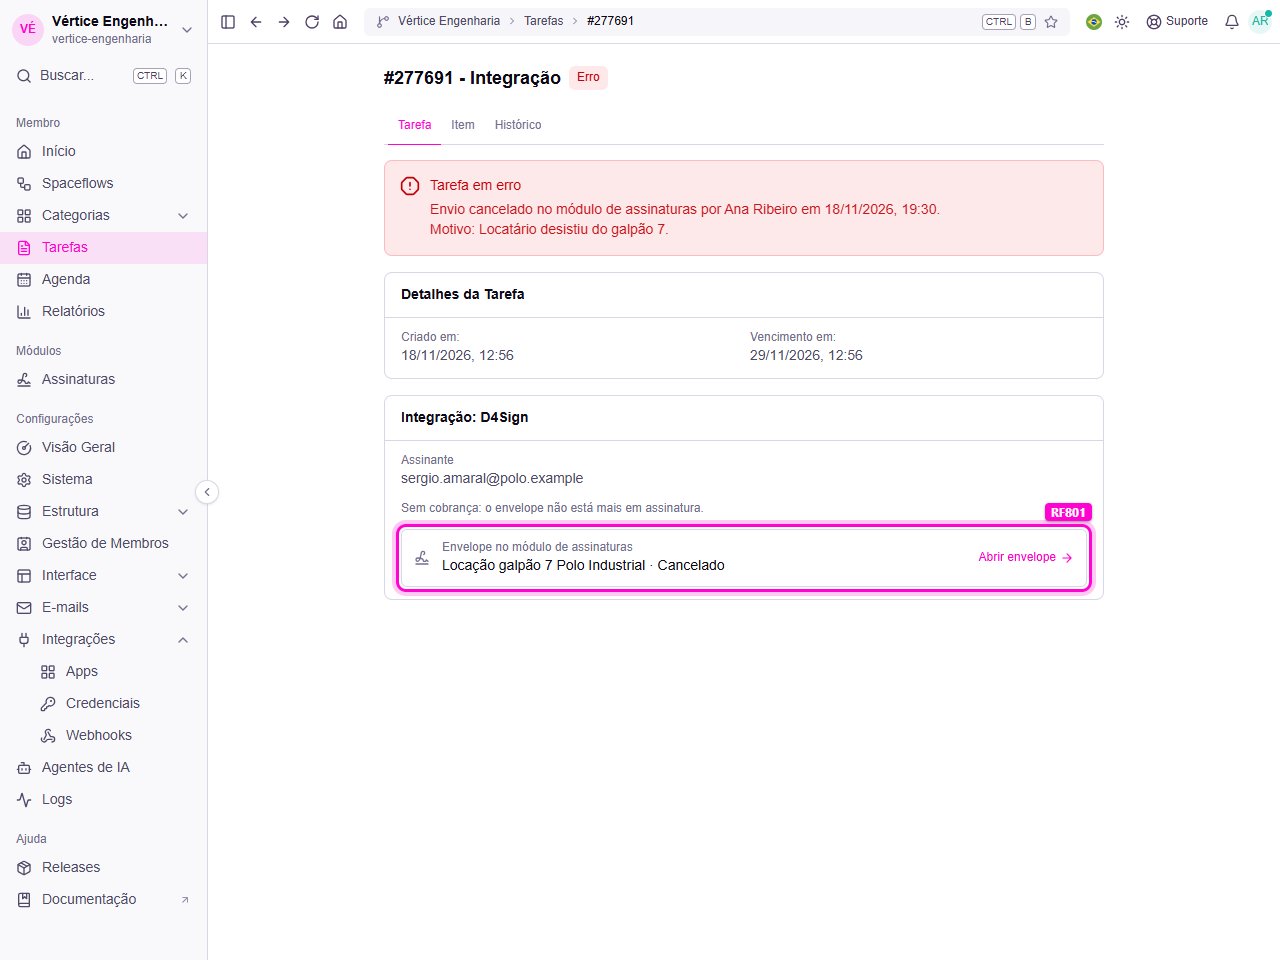 VÉ
Vértice Engenh...
vertice-engenharia
Buscar...
CTRL K
Membro
Início
Spaceflows
Categorias
Tarefas
Agenda
Relatórios
Módulos
Assinaturas
Configurações
Visão Geral
Sistema
Estrutura
Gestão de Membros
Interface
E-mails
Integrações
Apps
Credenciais
Webhooks
Agentes de IA
Logs
Ajuda
Releases
Documentação
Vértice Engenharia
Tarefas
#277691
CTRL B
Suporte
AR
#277691 - Integração
Erro
Tarefa
Item
Histórico
Tarefa em erro
Envio cancelado no módulo de assinaturas por Ana Ribeiro em 18/11/2026, 19:30.
Motivo: Locatário desistiu do galpão 7.
Detalhes da Tarefa
Criado em:
18/11/2026, 12:56
Vencimento em:
29/11/2026, 12:56
Integração: D4Sign
Assinante
sergio.amaral@polo.example
Sem cobrança: o envelope não está mais em assinatura.
RF801
Envelope no módulo de assinaturas
Locação galpão 7 Polo Industrial · Cancelado
Abrir envelope